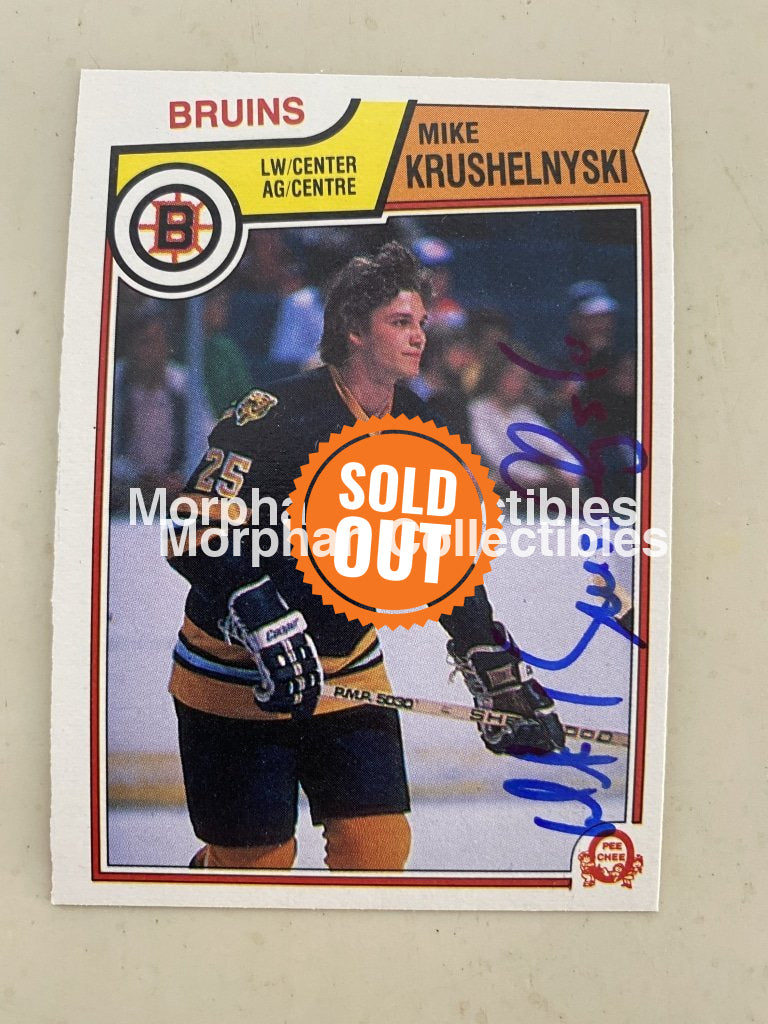 BRUINS
MIKE
KRUSHELNYSKI
LW/CENTER
AG/CENTRE
B
25
SOLD
OUT
Morphan Collectibles
Morphan Collectibles
Cooper
P.M.P. 5030
SHERWOOD
PEE
CHEE